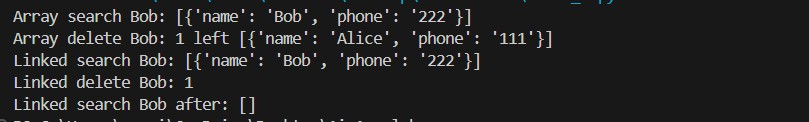 Array search Bob: [{'name': 'Bob', 'phone': '222'}]
Array delete Bob: 1 left [{'name': 'Alice', 'phone': '111'}]
Linked search Bob: [{'name': 'Bob', 'phone': '222'}]
Linked delete Bob: 1
Linked search Bob after: []